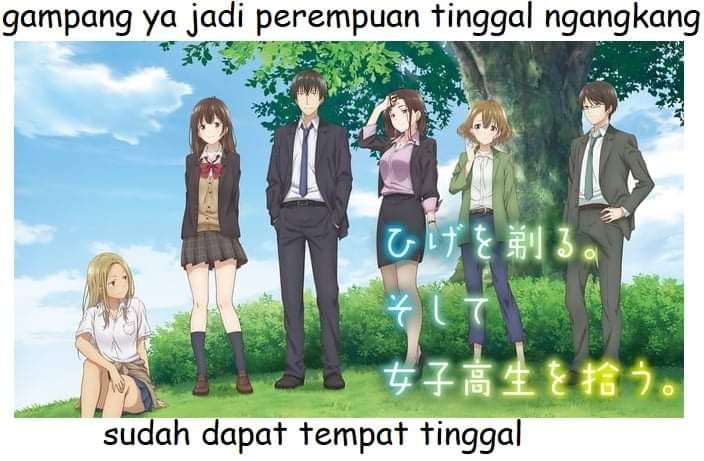 gampang ya jadi perempuan tinggal ngangkang
ひげを剃る。
そして
女子高生を拾う。
sudah dapat tempat tinggal